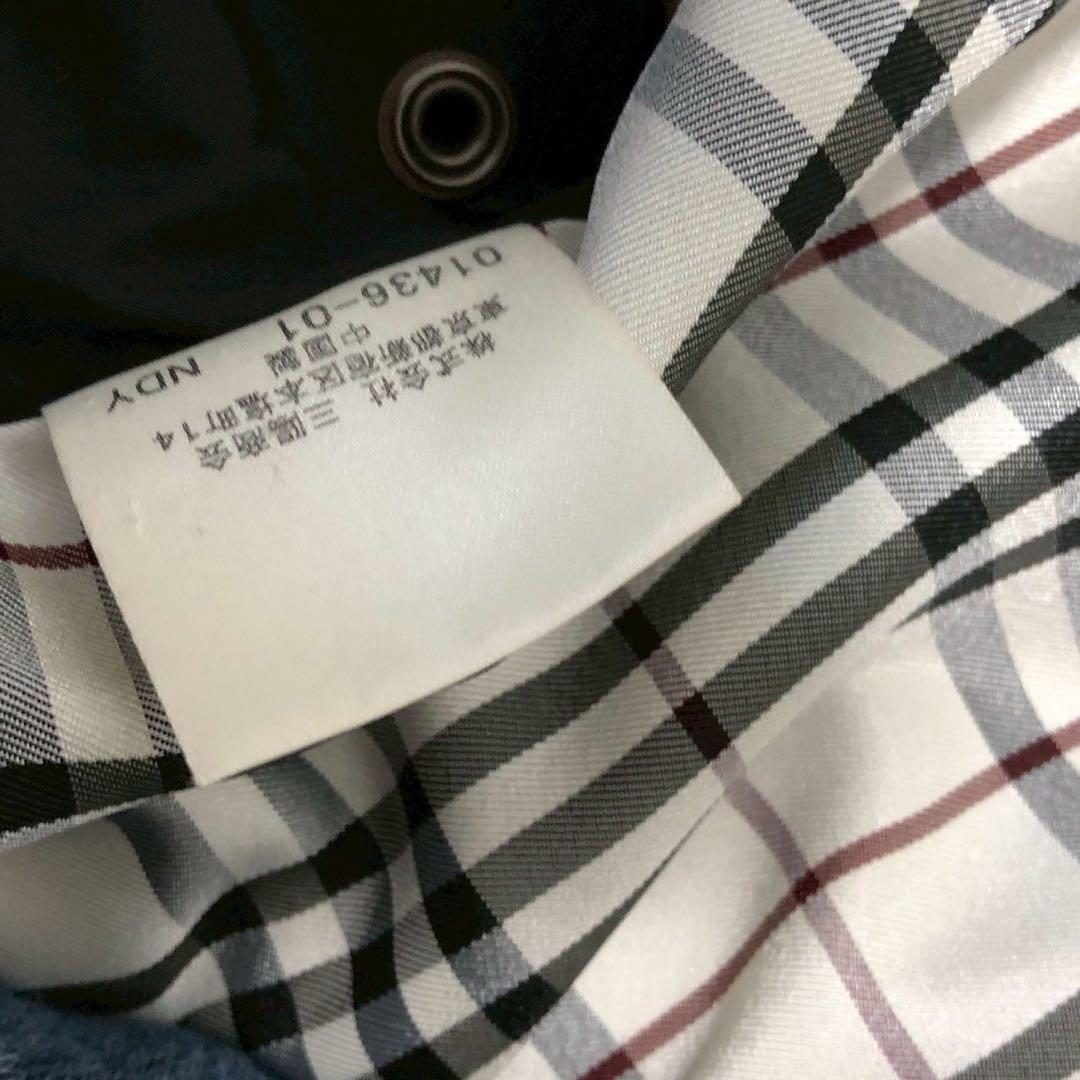 株式会社 三陽商会
東京都新宿区本塩町14
中国製
01436-01 NDY